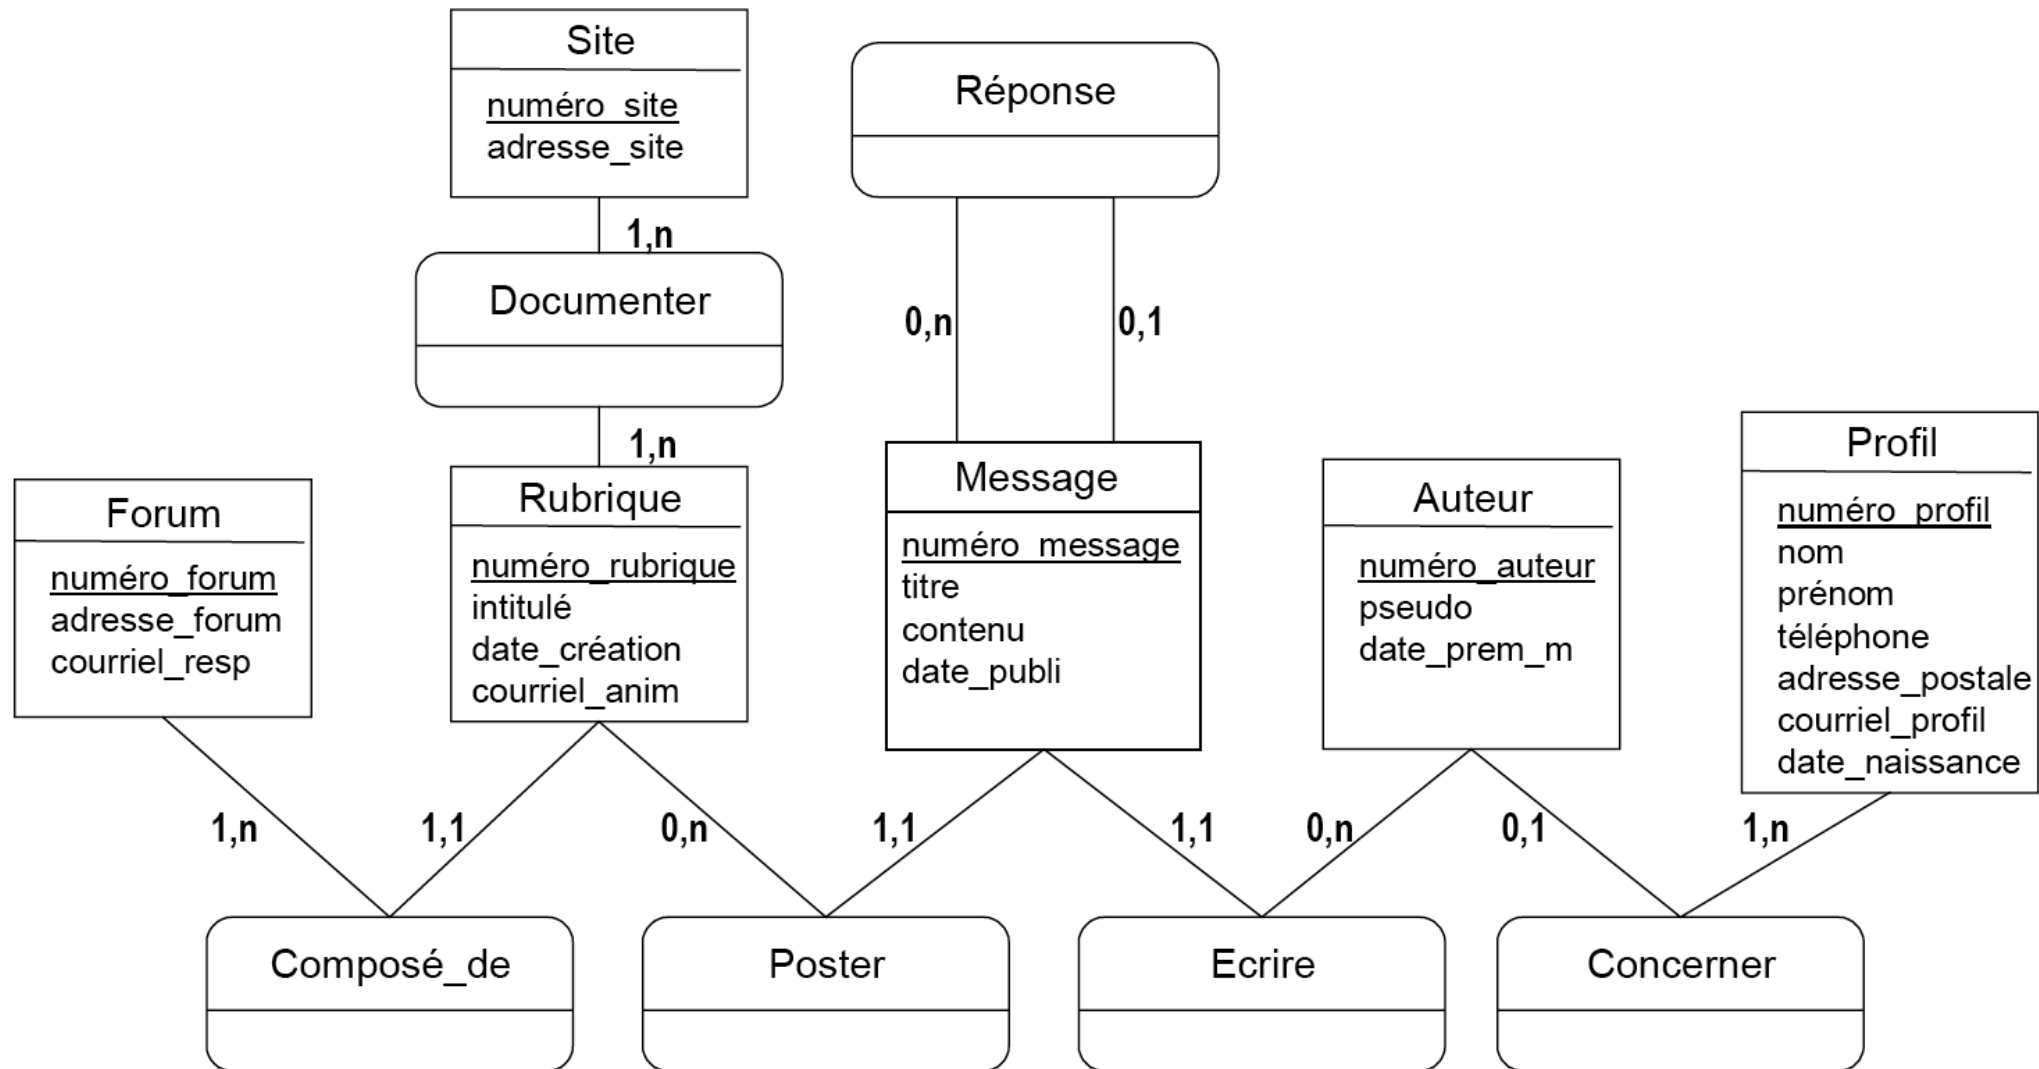 Site
numéro_site
adresse_site
Réponse
1,n
Documenter
0,n
0,1
1,n
Forum
numéro_forum
adresse_forum
courriel_resp
Rubrique
numéro_rubrique
intitulé
date_création
courriel_anim
Message
numéro_message
titre
contenu
date_publi
Auteur
numéro_auteur
pseudo
date_prem_m
Profil
numéro_profil
nom
prénom
téléphone
adresse_postale
courriel_profil
date_naissance
1,n
1,1
0,n
1,1
1,1
0,n
0,1
1,n
Composé_de
Poster
Ecrire
Concerner